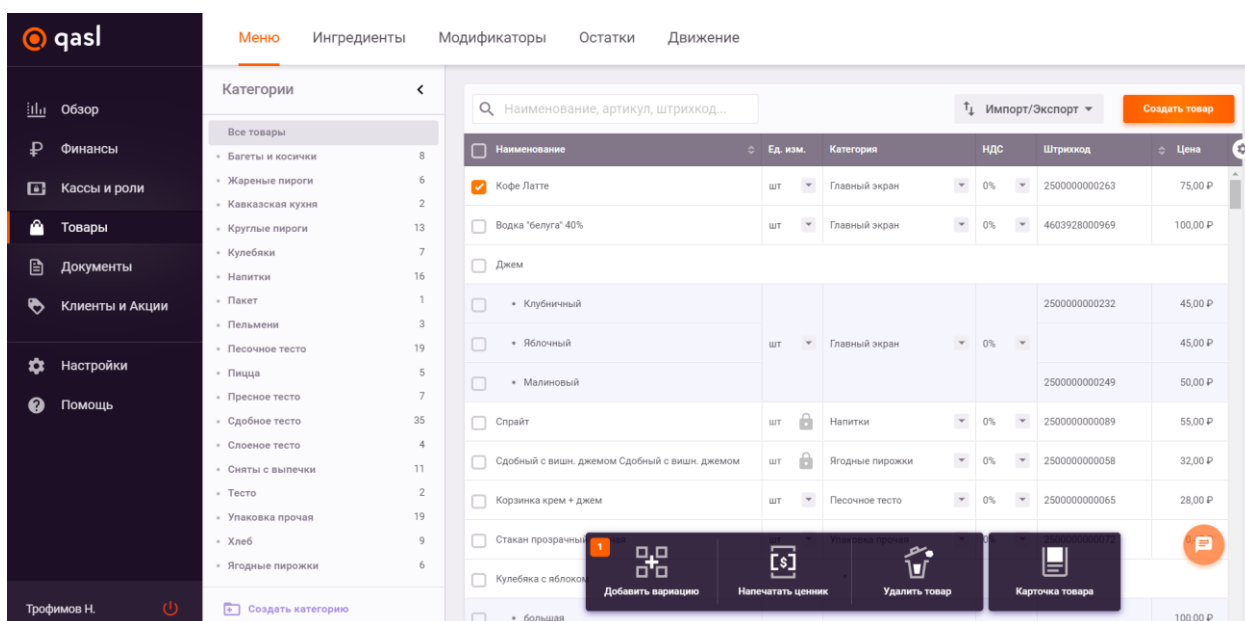 qasl
Меню Ингредиенты Модификаторы Остатки Движение
Обзор
Финансы
Кассы и роли
Товары
Документы
Клиенты и Акции
Настройки
Помощь
Трофимов Н.
Категории
Все товары
Багеты и косички 8
Жареные пироги 6
Кавказская кухня 2
Круглые пироги 13
Кулебяки 7
Напитки 16
Пакет 1
Пельмени 3
Песочное тесто 19
Пицца 5
Пресное тесто 7
Сдобное тесто 35
Слоеное тесто 4
Сняты с выпечки 11
Тесто 2
Упаковка прочая 19
Хлеб 9
Ягодные пирожки 6
Создать категорию
Наименование, артикул, штрихкод... Импорт/Экспорт Создать товар
Наименование Ед. изм. Категория НДС Штрихкод Цена
Кофе Латте шт Главный экран 0% 2500000000263 75,00 ₽
Водка "белуга" 40% шт Главный экран 0% 4603928000969 100,00 ₽
Джем
• Клубничный 2500000000232 45,00 ₽
• Яблочный шт Главный экран 0% 45,00 ₽
• Малиновый 2500000000249 50,00 ₽
Спрайт шт Напитки 0% 2500000000089 55,00 ₽
Сдобный с вишн. джемом Сдобный с вишн. джемом шт Ягодные пирожки 0% 2500000000058 32,00 ₽
Корзинка крем + джем шт Песочное тесто 0% 2500000000065 28,00 ₽
Стакан прозрачный шт Упаковка прочая 0% 2500000000072
Кулебяка с яблоком
• большая 100,00 ₽
1
Добавить вариацию Напечатать ценник Удалить товар Карточка товара